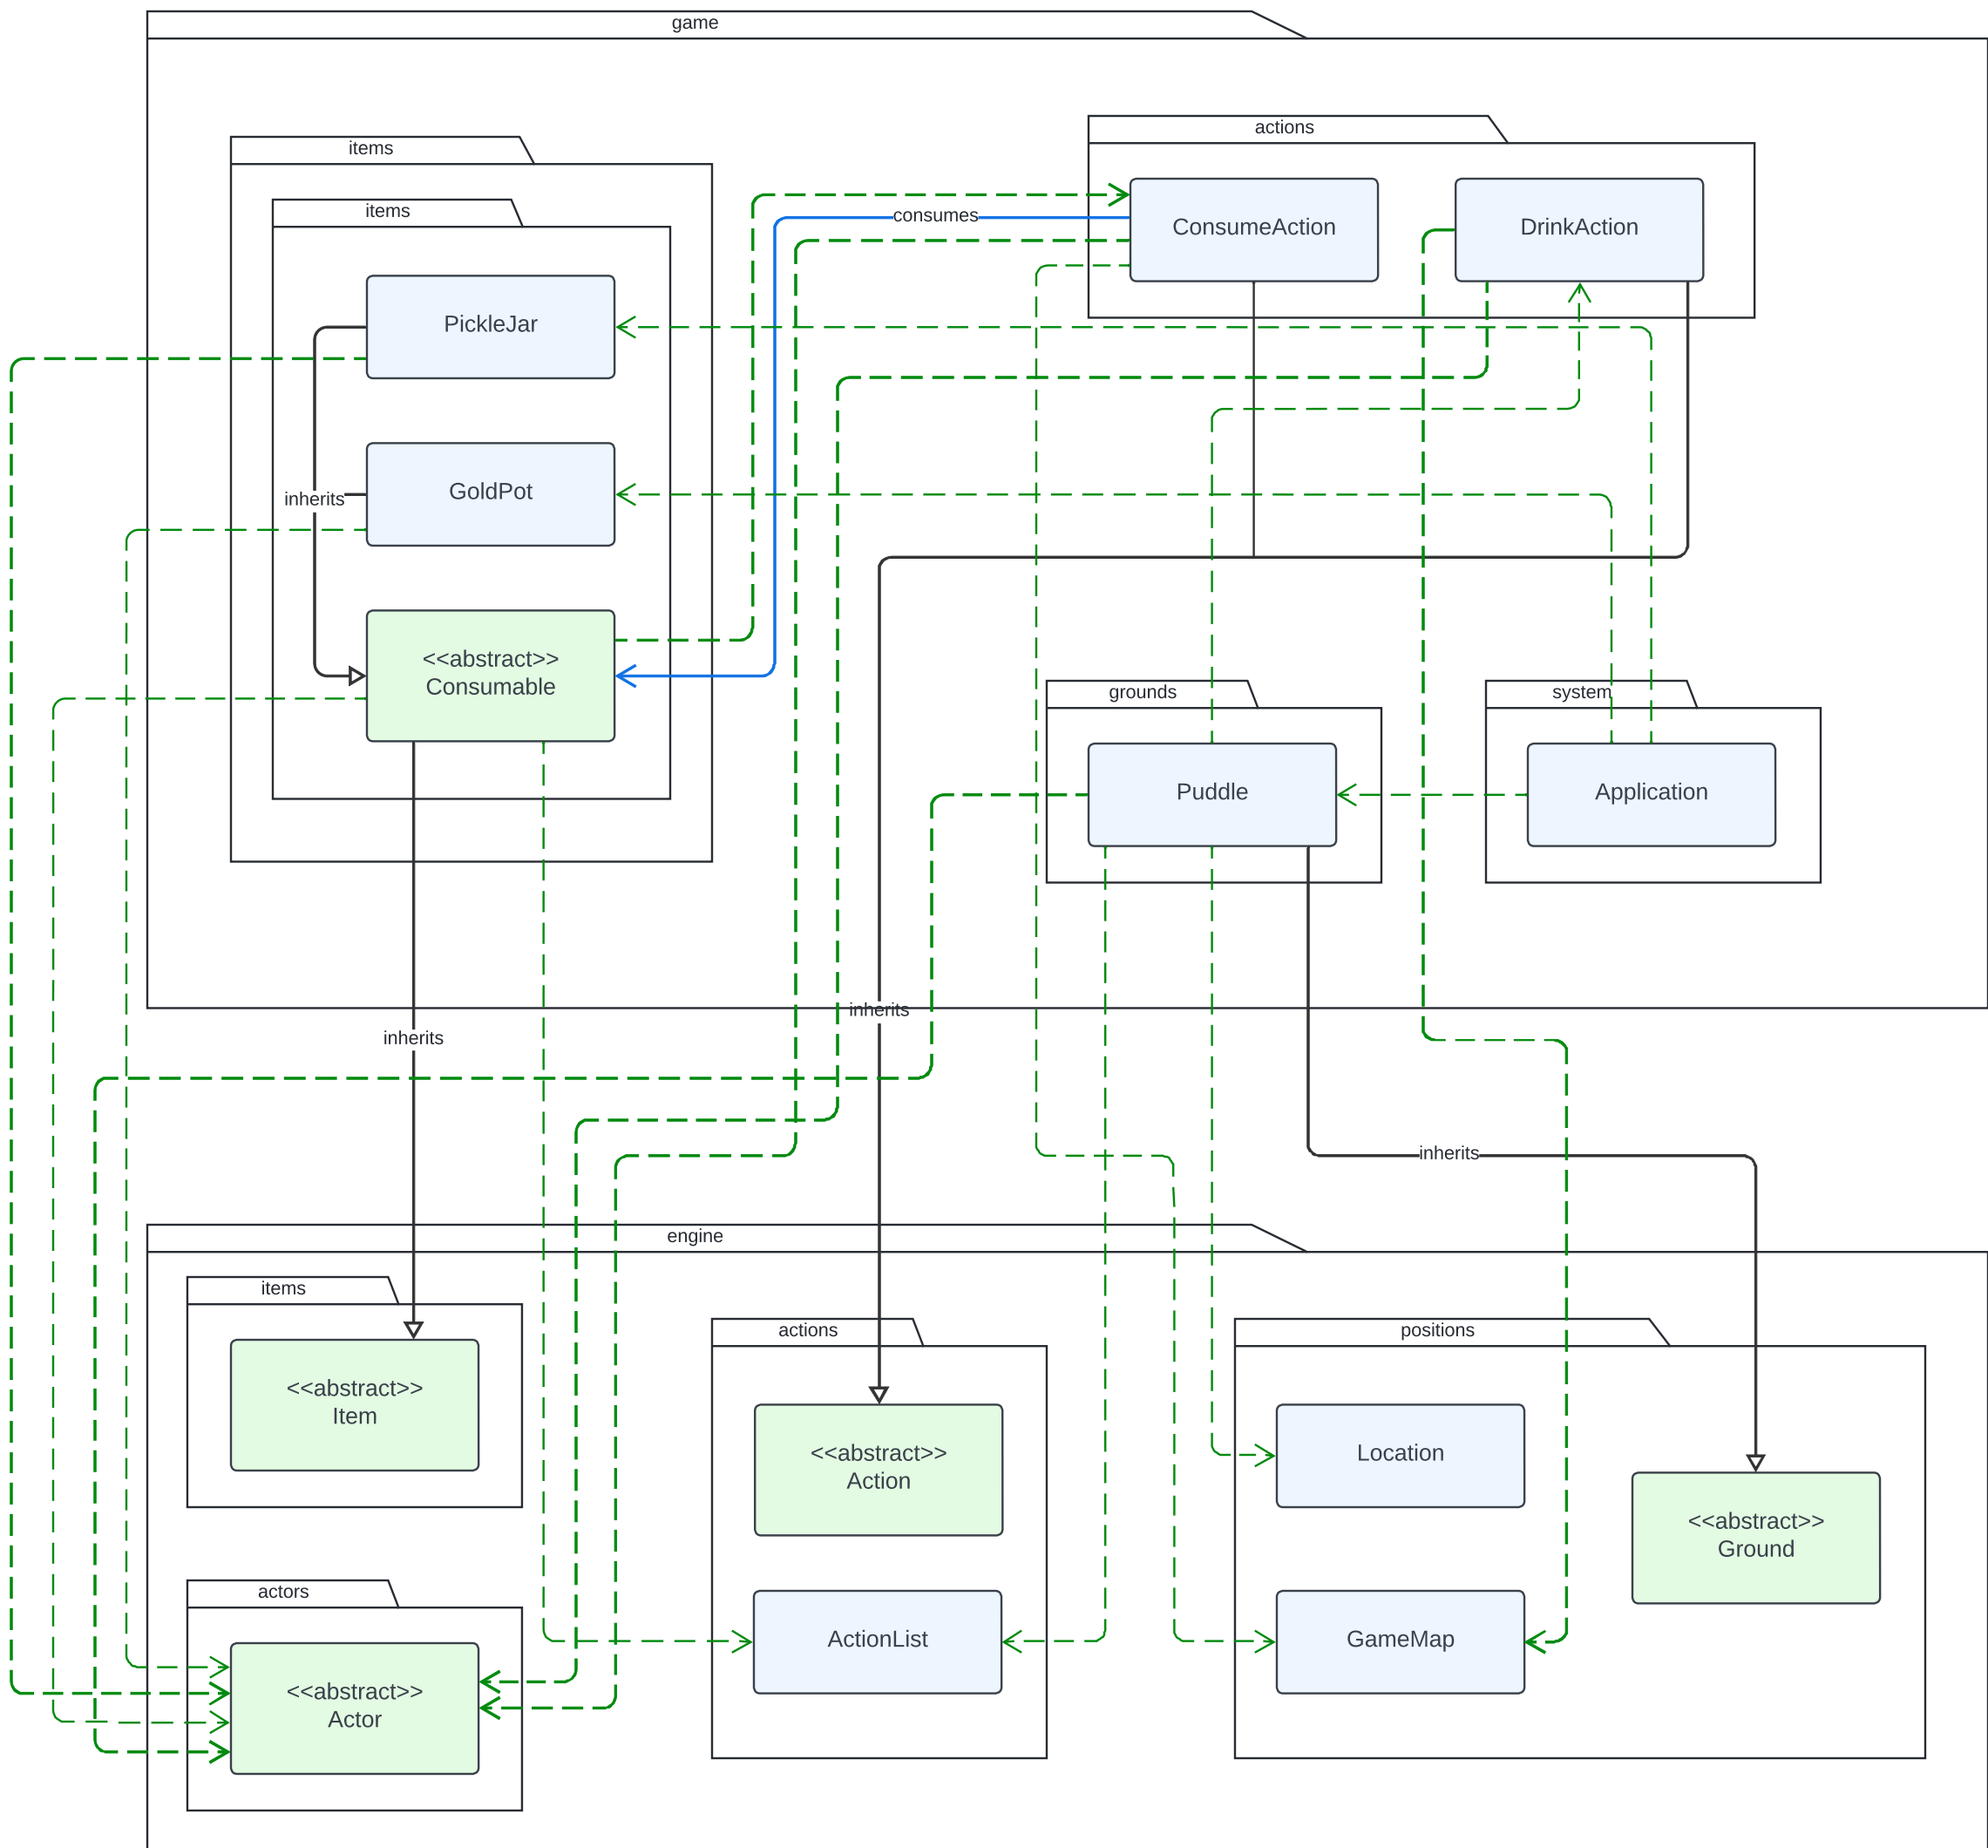 game
actions
items
items
ConsumeAction
DrinkAction
consumes
PickleJar
GoldPot
inherits
<<abstract>>
Consumable
grounds
system
Puddle
Application
inherits
inherits
inherits
engine
items
<<abstract>>
Item
actions
positions
<<abstract>>
Action
Location
<<abstract>>
Ground
actors
ActionList
GameMap
<<abstract>>
Actor